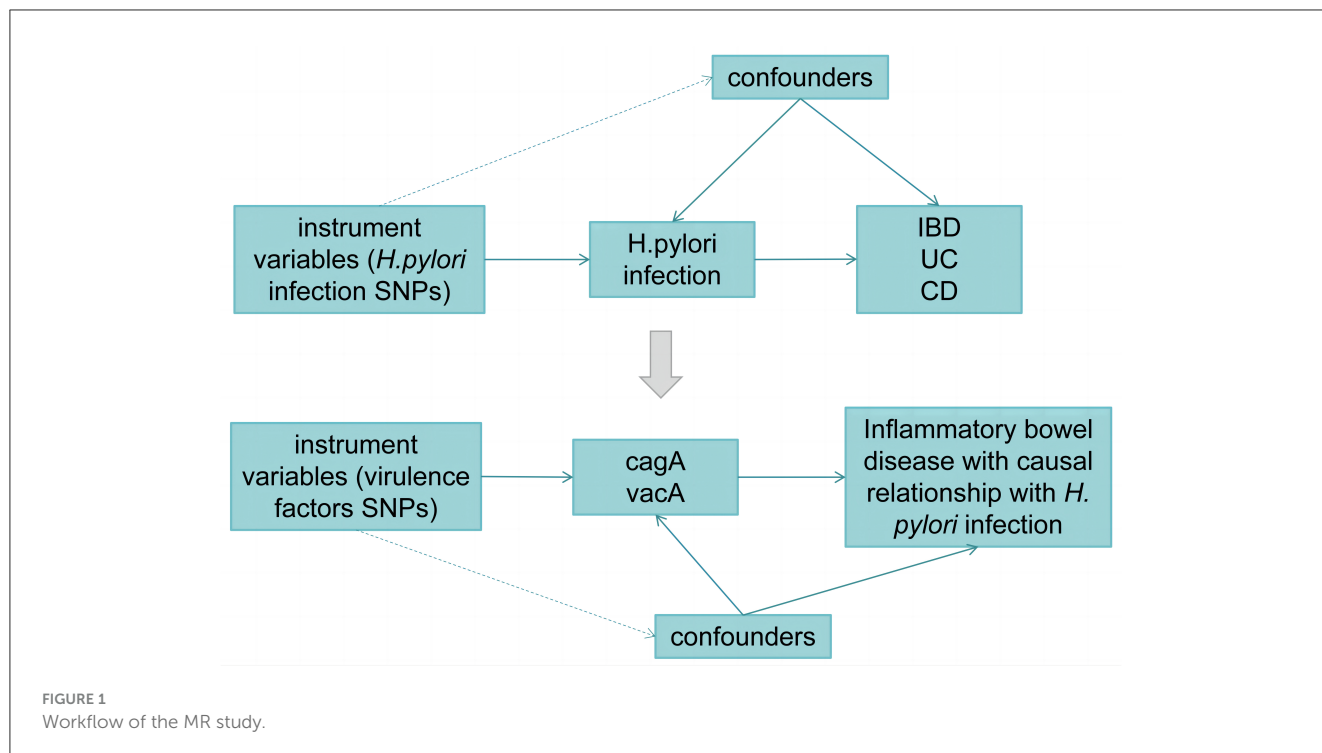 confounders
instrument
variables (H.pylori
infection SNPs)
H.pylori
infection
IBD
UC
CD
instrument
variables (virulence
factors SNPs)
cagA
vacA
Inflammatory bowel
disease with causal
relationship with H.
pylori infection
confounders
FIGURE 1
Workflow of the MR study.